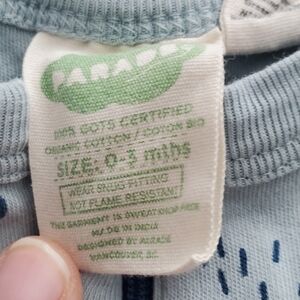 PARADE
100% GOTS CERTIFIED
ORGANIC COTTON / COTON BIO
SIZE: 0-3 mths
WEAR SNUG FITTING
NOT FLAME RESISTANT
THIS GARMENT IS SWEATSHOP FREE
MADE IN INDIA
DESIGNED BY PARADE
VANCOUVER, BC